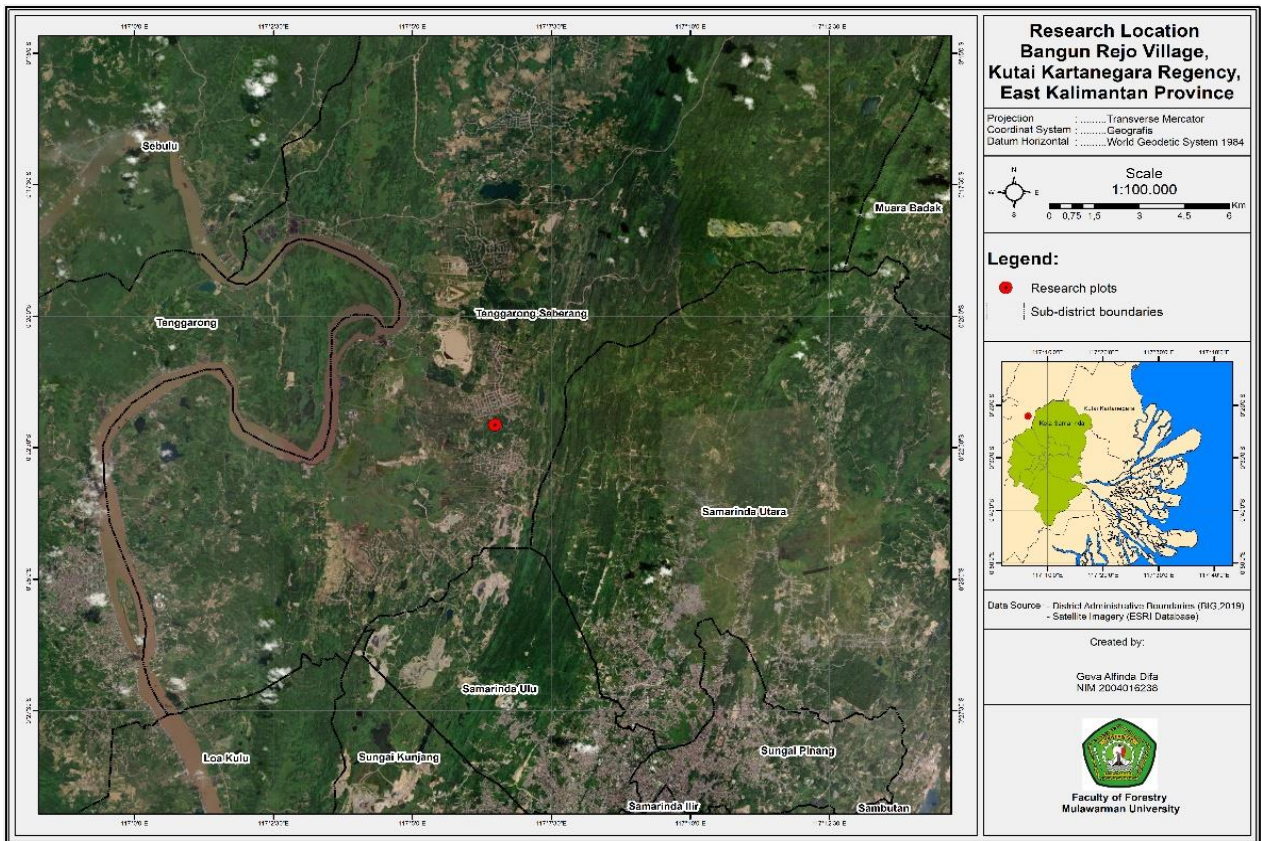 Research Location
Bangun Rejo Village,
Kutai Kartanegara Regency,
East Kalimantan Province
Projection : ........ Transverse Mercator
Coordinat System : ........ Geografis
Datum Horizontal : ........ World Geodetic System 1984
N
E
S
Scale
1:100.000
Km
0 0,75 1,5 3 4,5 6
Legend:
Research plots
Sub-district boundaries
Kutai Kartanegara
Kota Samarinda
Data Source - District Administrative Boundaries (BIG,2019)
- Satellite Imagery (ESRI Database)
Created by:
Geva Alfinda Difa
NIM 2004016238
Faculty of Forestry
Mulawarman University
Sebulu
Muara Badak
Tenggarong
Tenggarong Seberang
Samarinda Utara
Samarinda Ulu
Loa Kulu
Sungai Kunjang
Sungai Pinang
Samarinda Ilir
Sambutan